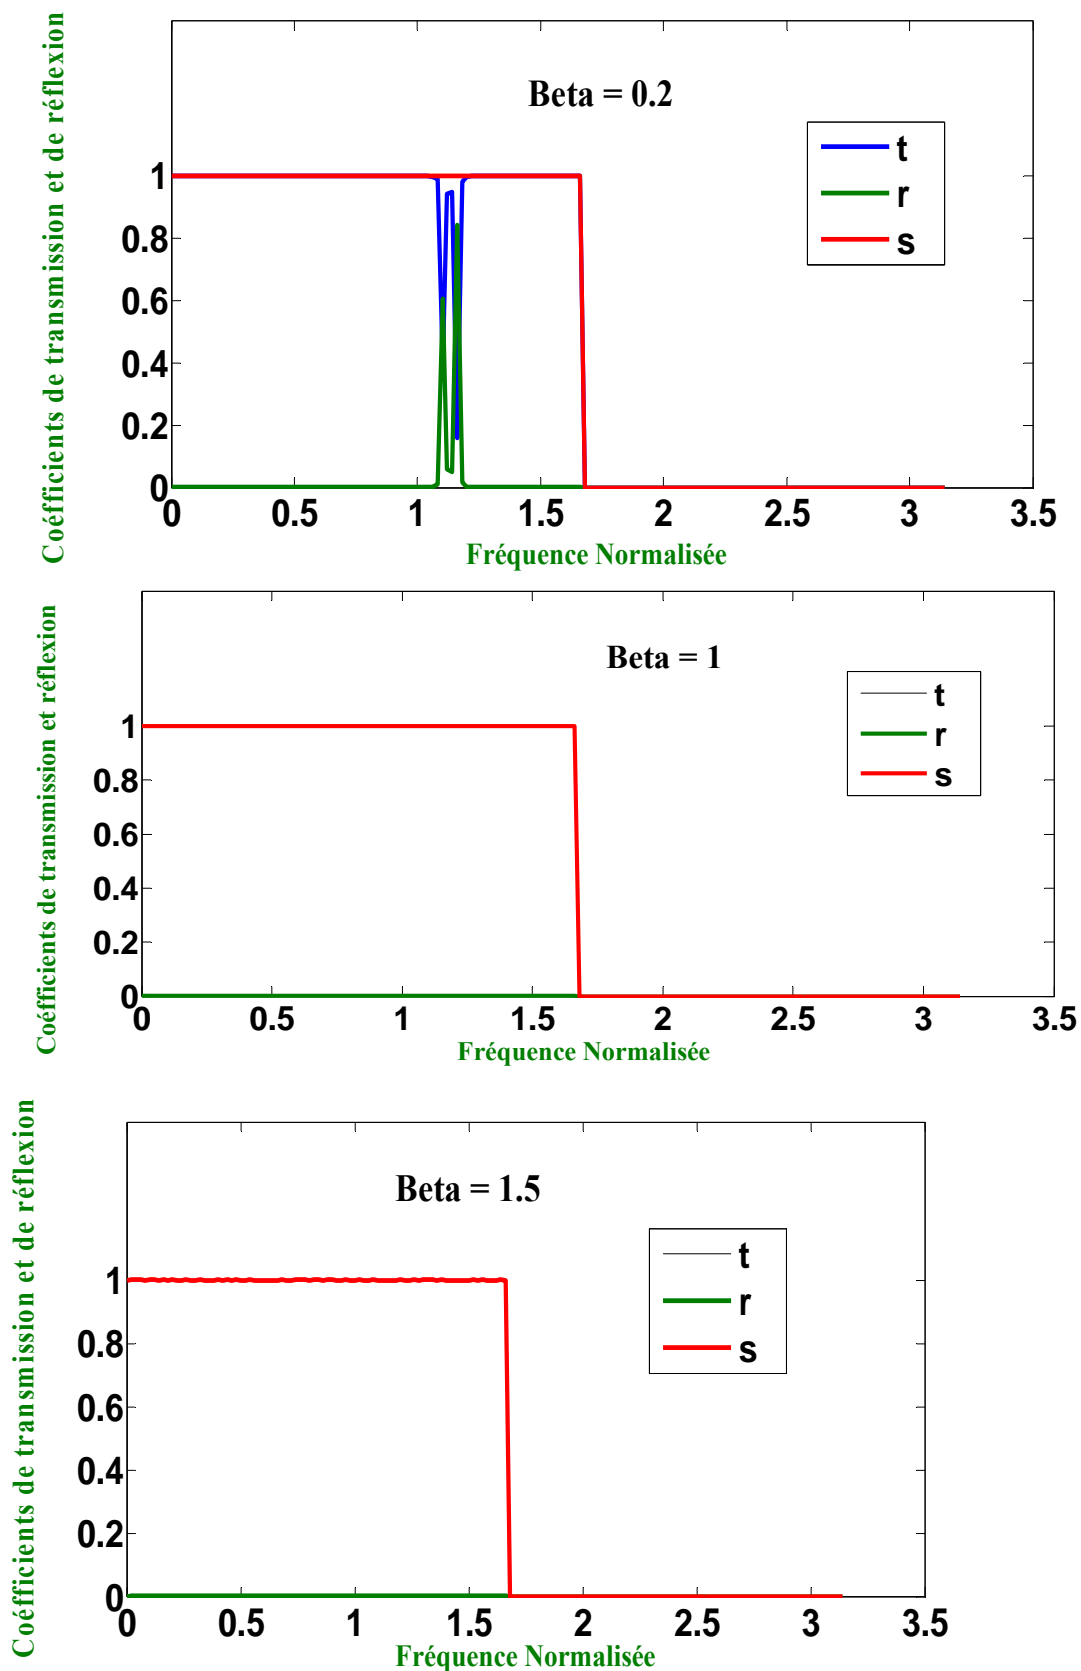 Coéfficients de transmission et de réflexion
Beta = 0.2
t
r
s
1
0.8
0.6
0.4
0.2
0
0 0.5 1 1.5 2 2.5 3 3.5
Fréquence Normalisée
Coéfficients de transmission et réflexion
Beta = 1
t
r
s
1
0.8
0.6
0.4
0.2
0
0 0.5 1 1.5 2 2.5 3 3.5
Fréquence Normalisée
Coéfficients de transmission et de réflexion
Beta = 1.5
t
r
s
1
0.8
0.6
0.4
0.2
0
0 0.5 1 1.5 2 2.5 3 3.5
Fréquence Normalisée